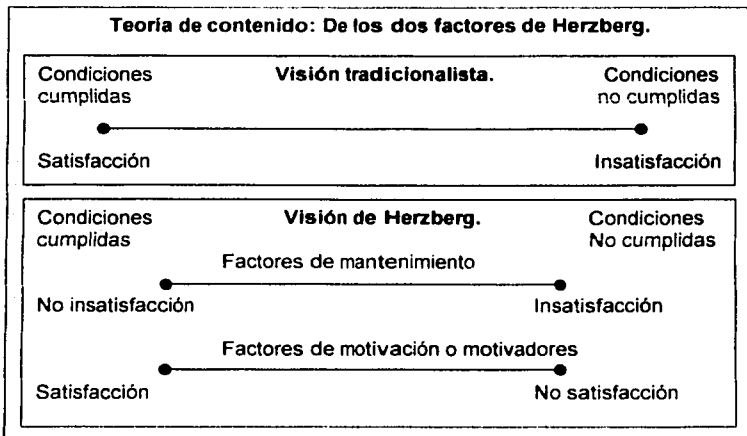 Teoría de contenido: De los dos factores de Herzberg.
Condiciones cumplidas
Visión tradicionalista.
Condiciones no cumplidas
Satisfacción
Insatisfacción
Condiciones cumplidas
Visión de Herzberg.
Condiciones No cumplidas
Factores de mantenimiento
No insatisfacción
Insatisfacción
Factores de motivación o motivadores
Satisfacción
No satisfacción